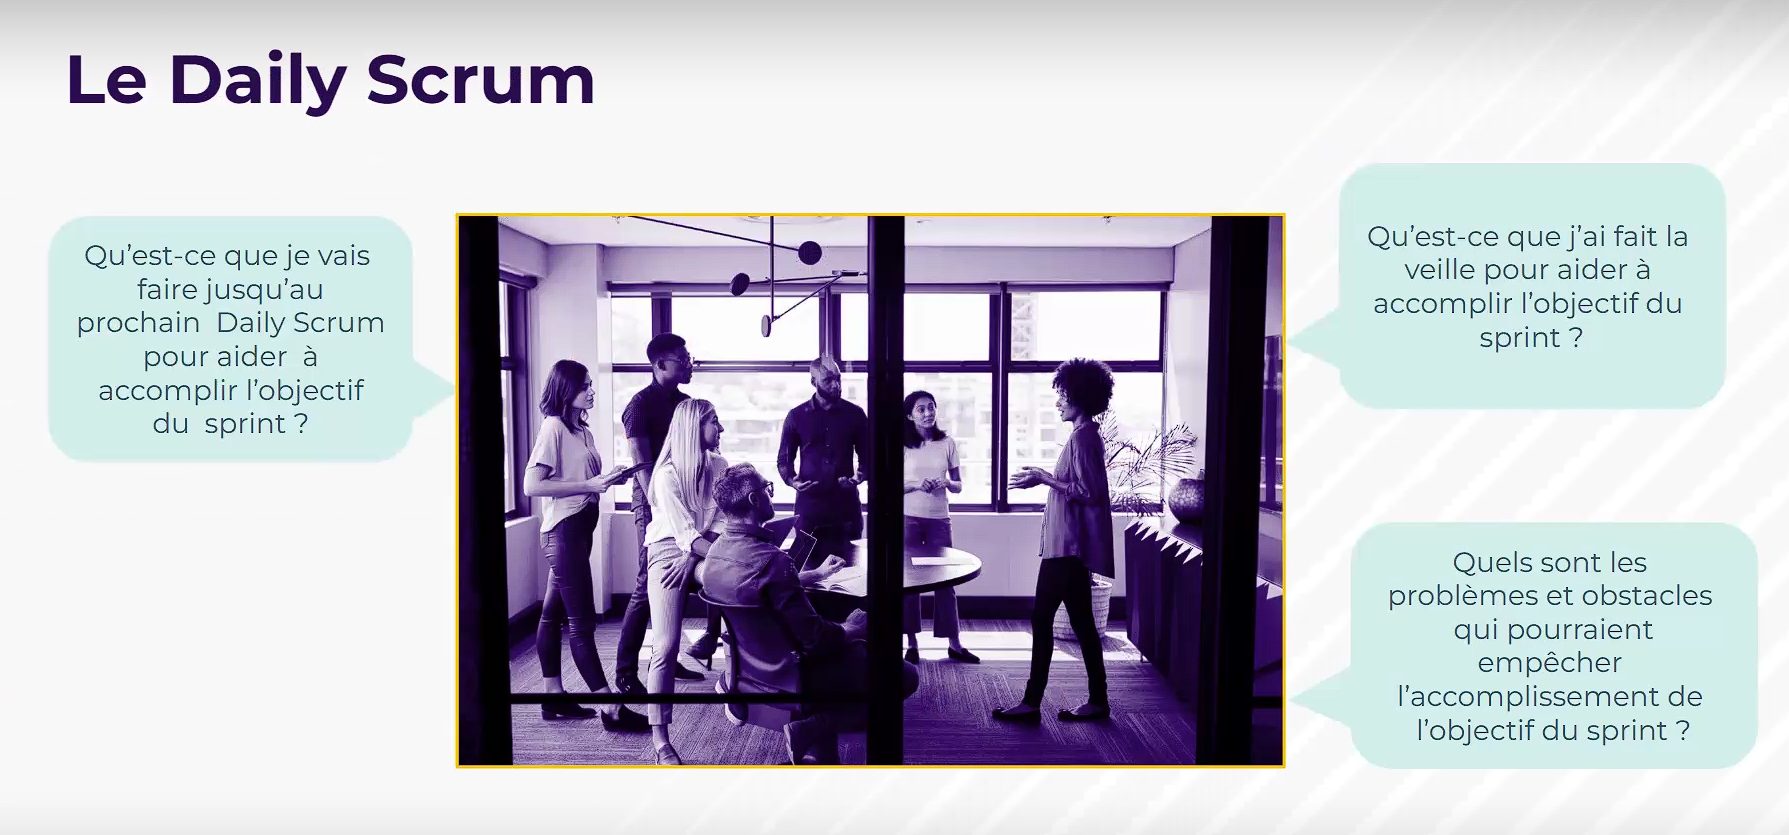 Le Daily Scrum
Qu’est-ce que je vais
faire jusqu’au
prochain  Daily Scrum
pour aider  à
accomplir l’objectif
du  sprint ?
Qu’est-ce que j’ai fait la
veille pour aider à
accomplir l’objectif du
sprint ?
Quels sont les
problèmes et obstacles
qui pourraient
empêcher
l’accomplissement de
l’objectif du sprint ?